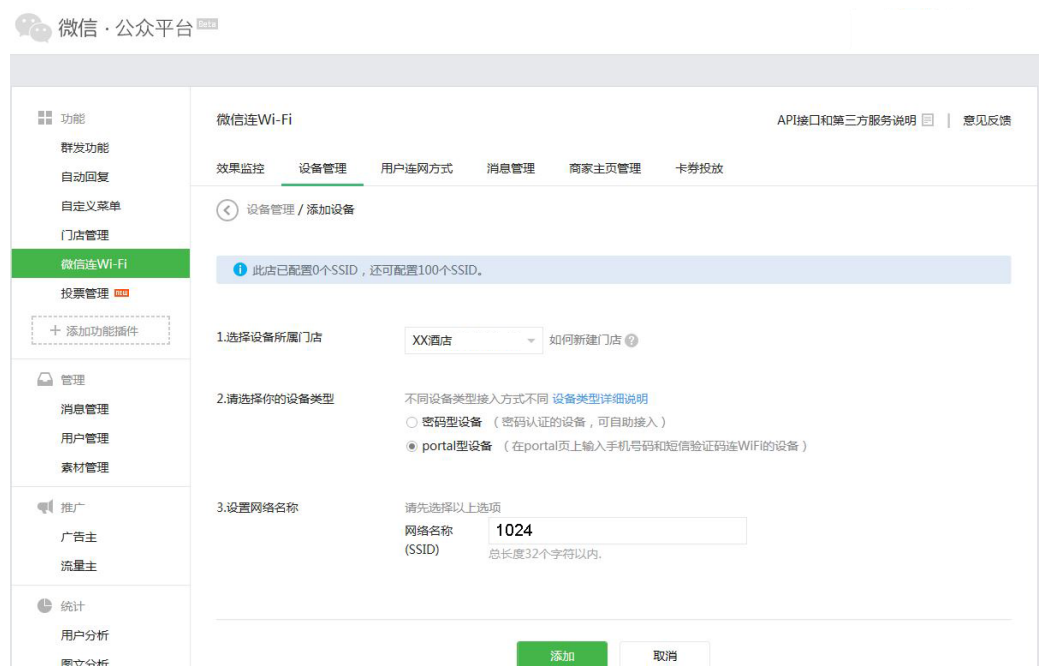 微信·公众平台 Beta
功能
群发功能
自动回复
自定义菜单
门店管理
微信连Wi-Fi
投票管理
+ 添加功能插件
管理
消息管理
用户管理
素材管理
推广
广告主
流量主
统计
用户分析
图文分析
微信连Wi-Fi
API接口和第三方服务说明 | 意见反馈
效果监控 设备管理 用户连网方式 消息管理 商家主页管理 卡券投放
设备管理 / 添加设备
此店已配置0个SSID，还可配置100个SSID。
1.选择设备所属门店 XX酒店 如何新建门店 ?
2.请选择你的设备类型 不同设备类型接入方式不同 设备类型详细说明
密码型设备 （密码认证的设备，可自助接入）
portal型设备 （在portal页上输入手机号码和短信验证码连WiFi的设备）
3.设置网络名称 请先选择以上选项
网络名称 1024
(SSID) 总长度32个字符以内.
添加 取消